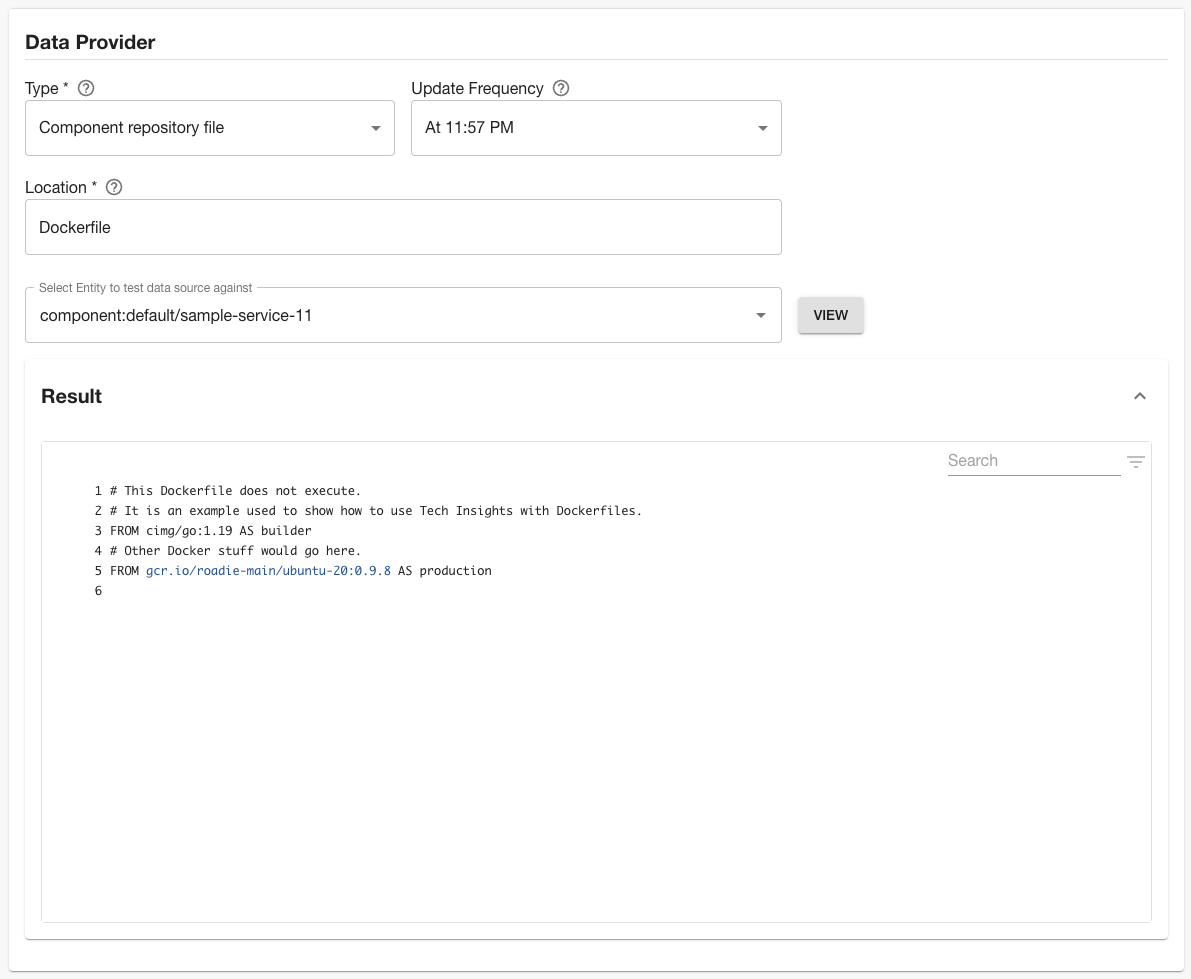 Data Provider
Type * ?
Update Frequency ?
Component repository file
At 11:57 PM
Location * ?
Dockerfile
Select Entity to test data source against
component:default/sample-service-11
VIEW
Result
Search
1 # This Dockerfile does not execute.
2 # It is an example used to show how to use Tech Insights with Dockerfiles.
3 FROM cimg/go:1.19 AS builder
4 # Other Docker stuff would go here.
5 FROM gcr.io/roadie-main/ubuntu-20:0.9.8 AS production
6